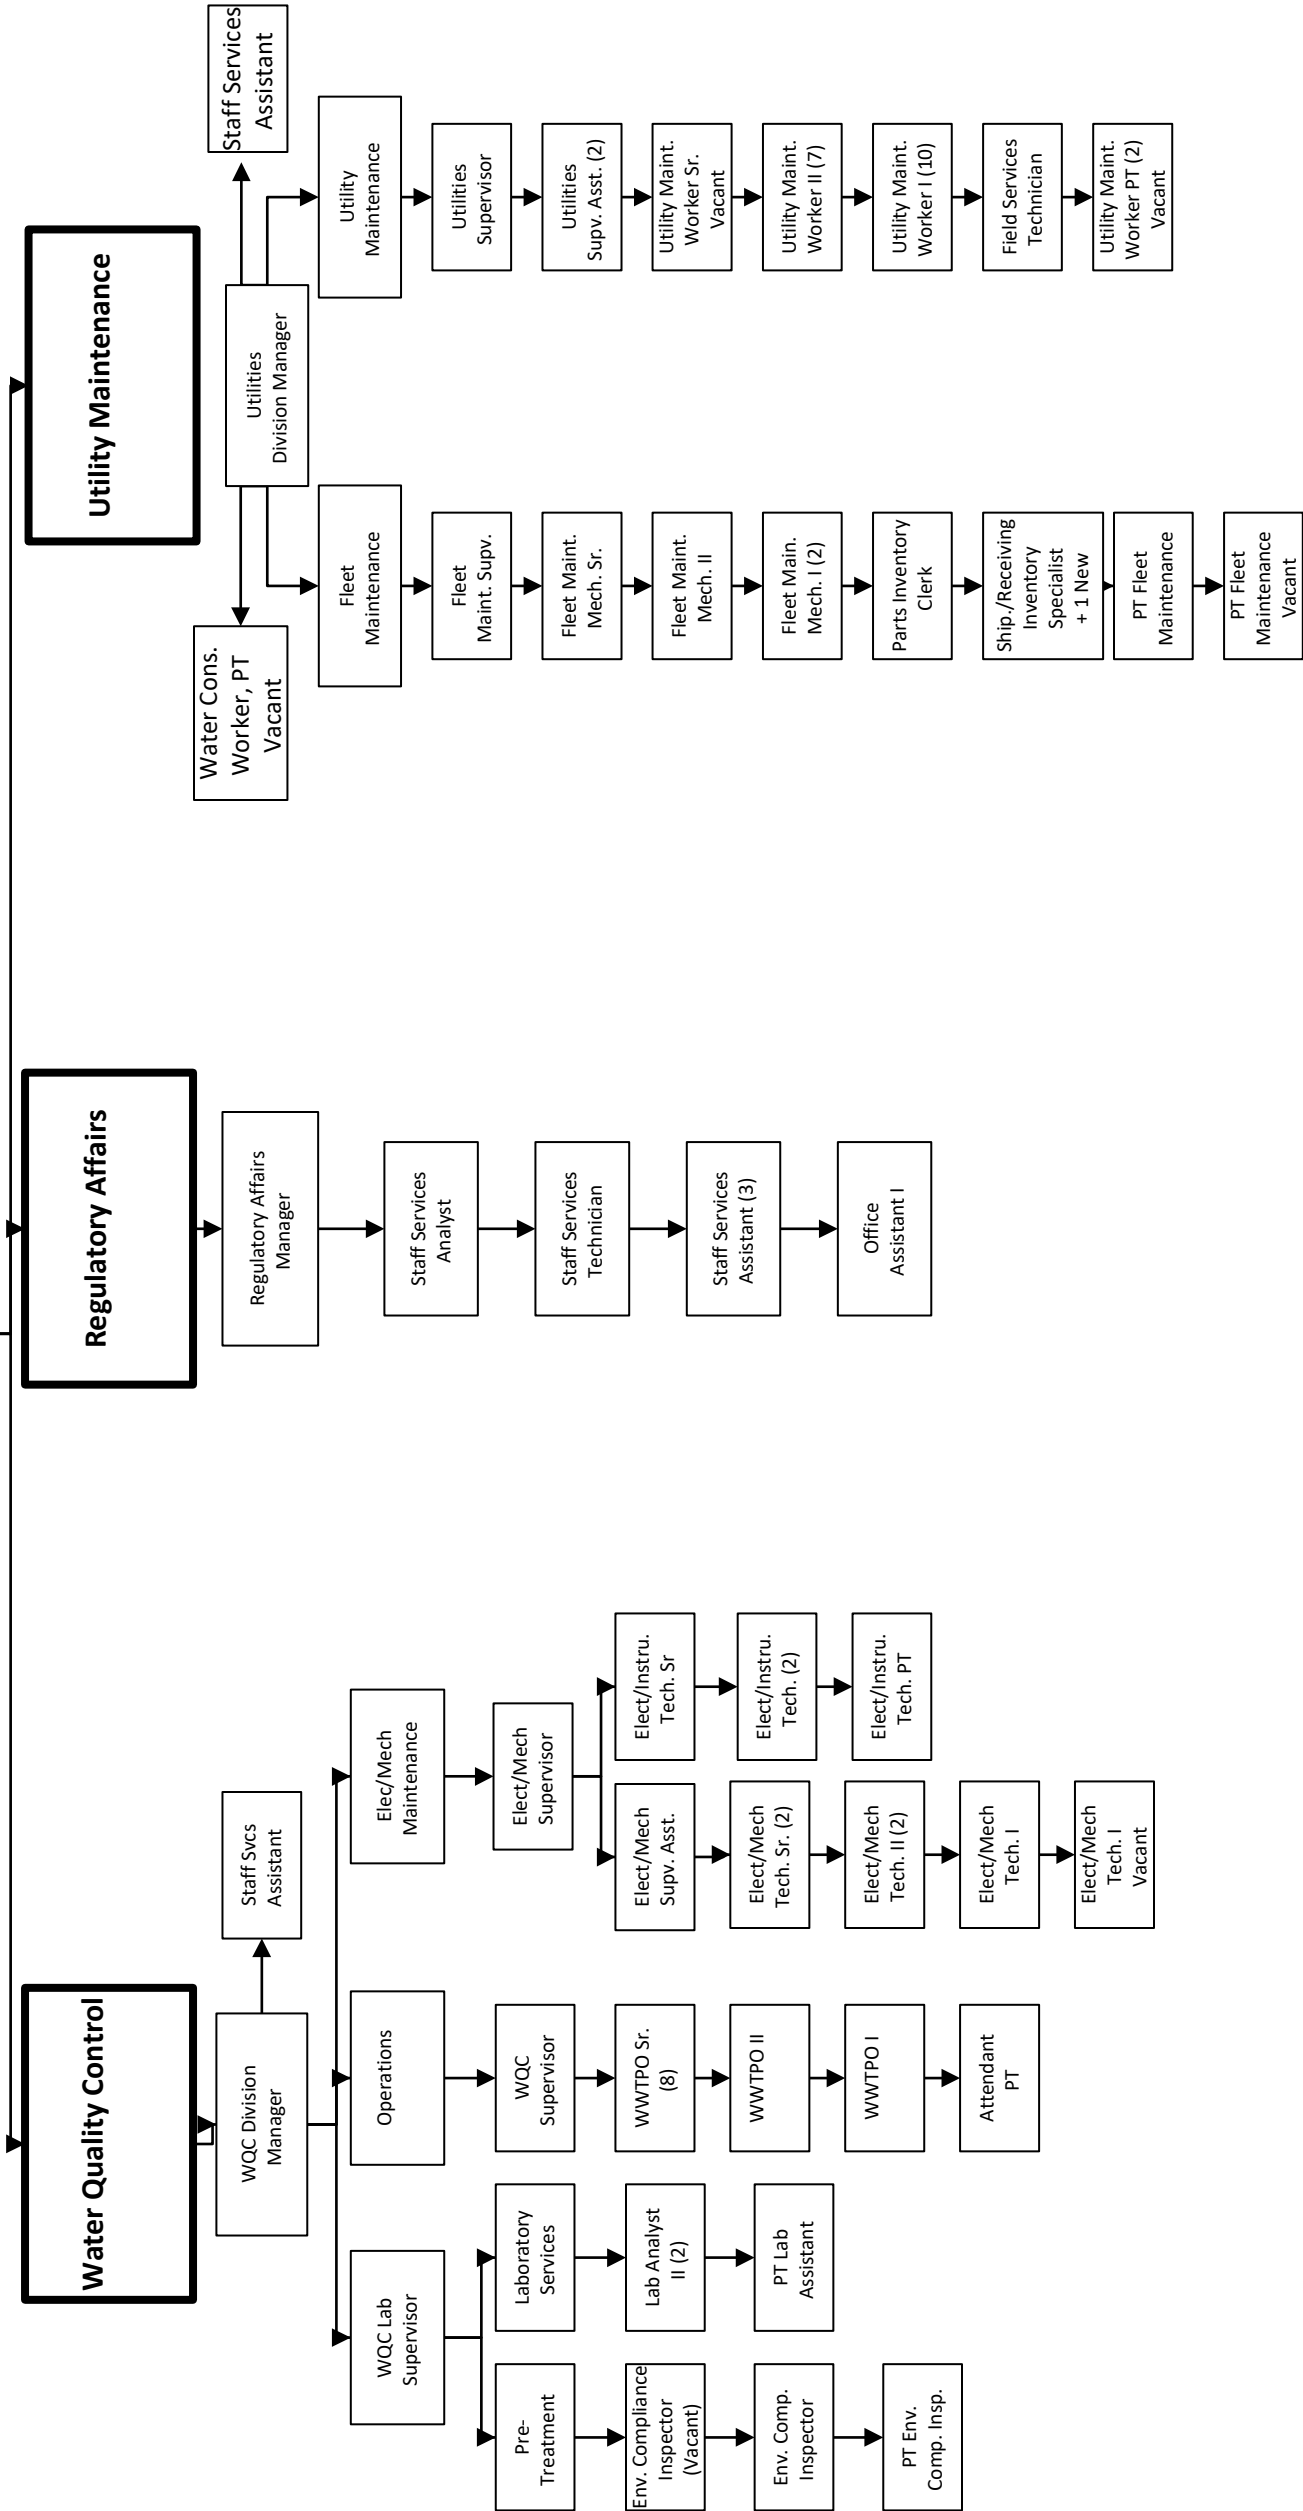 Water Quality Control
WQC Division
Manager
Staff Svcs
Assistant
WQC Lab
Supervisor
Pre-
Treatment
Env. Compliance
Inspector
(Vacant)
Env. Comp.
Inspector
PT Env.
Comp. Insp.
Laboratory
Services
Lab Analyst
II (2)
PT Lab
Assistant
Operations
WQC
Supervisor
WWTPO Sr.
(8)
WWTPO II
WWTPO I
Attendant
PT
Elec/Mech
Maintenance
Elect/Mech
Supervisor
Elect/Mech
Supv. Asst.
Elect/Mech
Tech. Sr. (2)
Elect/Mech
Tech. II (2)
Elect/Mech
Tech. I
Elect/Mech
Tech. I
Vacant
Elect/Instru.
Tech. Sr
Elect/Instru.
Tech. (2)
Elect/Instru.
Tech. PT
Regulatory Affairs
Regulatory Affairs
Manager
Staff Services
Analyst
Staff Services
Technician
Staff Services
Assistant (3)
Office
Assistant I
Utility Maintenance
Utilities
Division Manager
Water Cons.
Worker, PT
Vacant
Staff Services
Assistant
Fleet
Maintenance
Fleet
Maint. Supv.
Fleet Maint.
Mech. Sr.
Fleet Maint.
Mech. II
Fleet Main.
Mech. I (2)
Parts Inventory
Clerk
Ship./Receiving
Inventory
Specialist
+ 1 New
PT Fleet
Maintenance
PT Fleet
Maintenance
Vacant
Utility
Maintenance
Utilities
Supervisor
Utilities
Supv. Asst. (2)
Utility Maint.
Worker Sr.
Vacant
Utility Maint.
Worker II (7)
Utility Maint.
Worker I (10)
Field Services
Technician
Utility Maint.
Worker PT (2)
Vacant